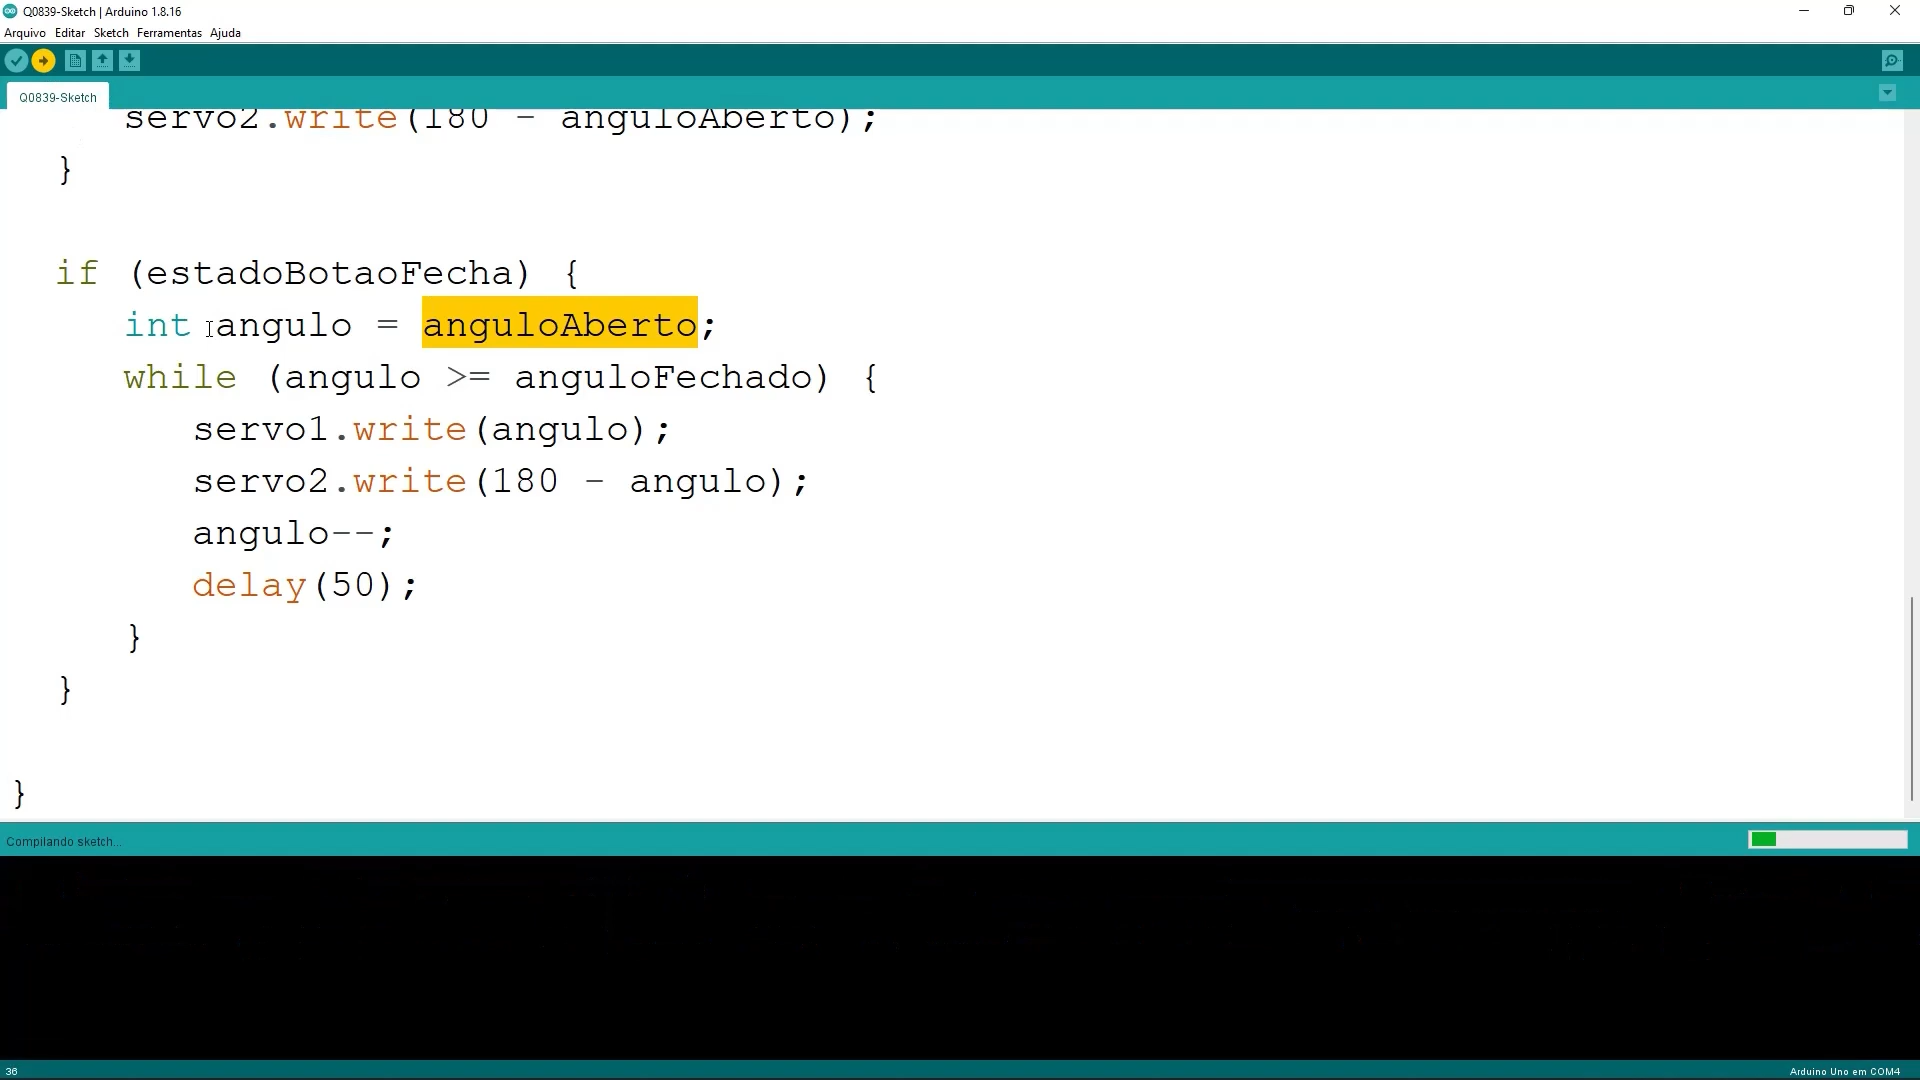 Q0839-Sketch | Arduino 1.8.16
Arquivo Editar Sketch Ferramentas Ajuda
Q0839-Sketch
servo2.write(180 - anguloAberto);
}
if (estadoBotaoFecha) {
int angulo = anguloAberto;
while (angulo >= anguloFechado) {
servo1.write(angulo);
servo2.write(180 - angulo);
angulo--;
delay(50);
}
}
}
Compilando sketch...
36
Arduino Uno em COM4